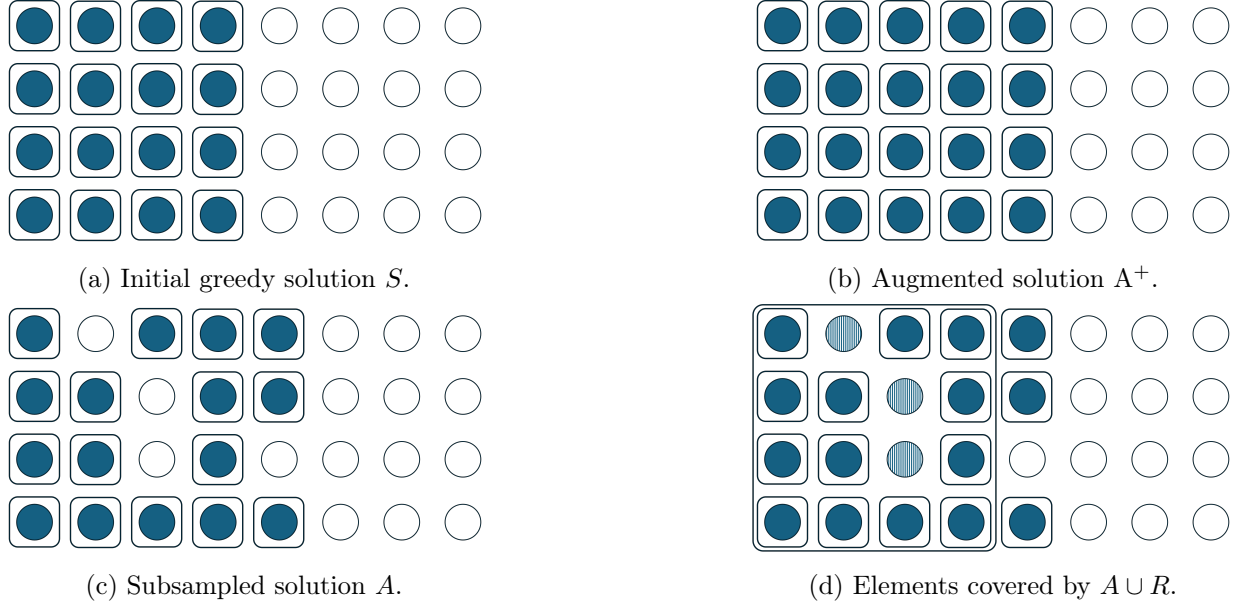 (a) Initial greedy solution S.
(b) Augmented solution A⁺.
(c) Subsampled solution A.
(d) Elements covered by A ∪ R.